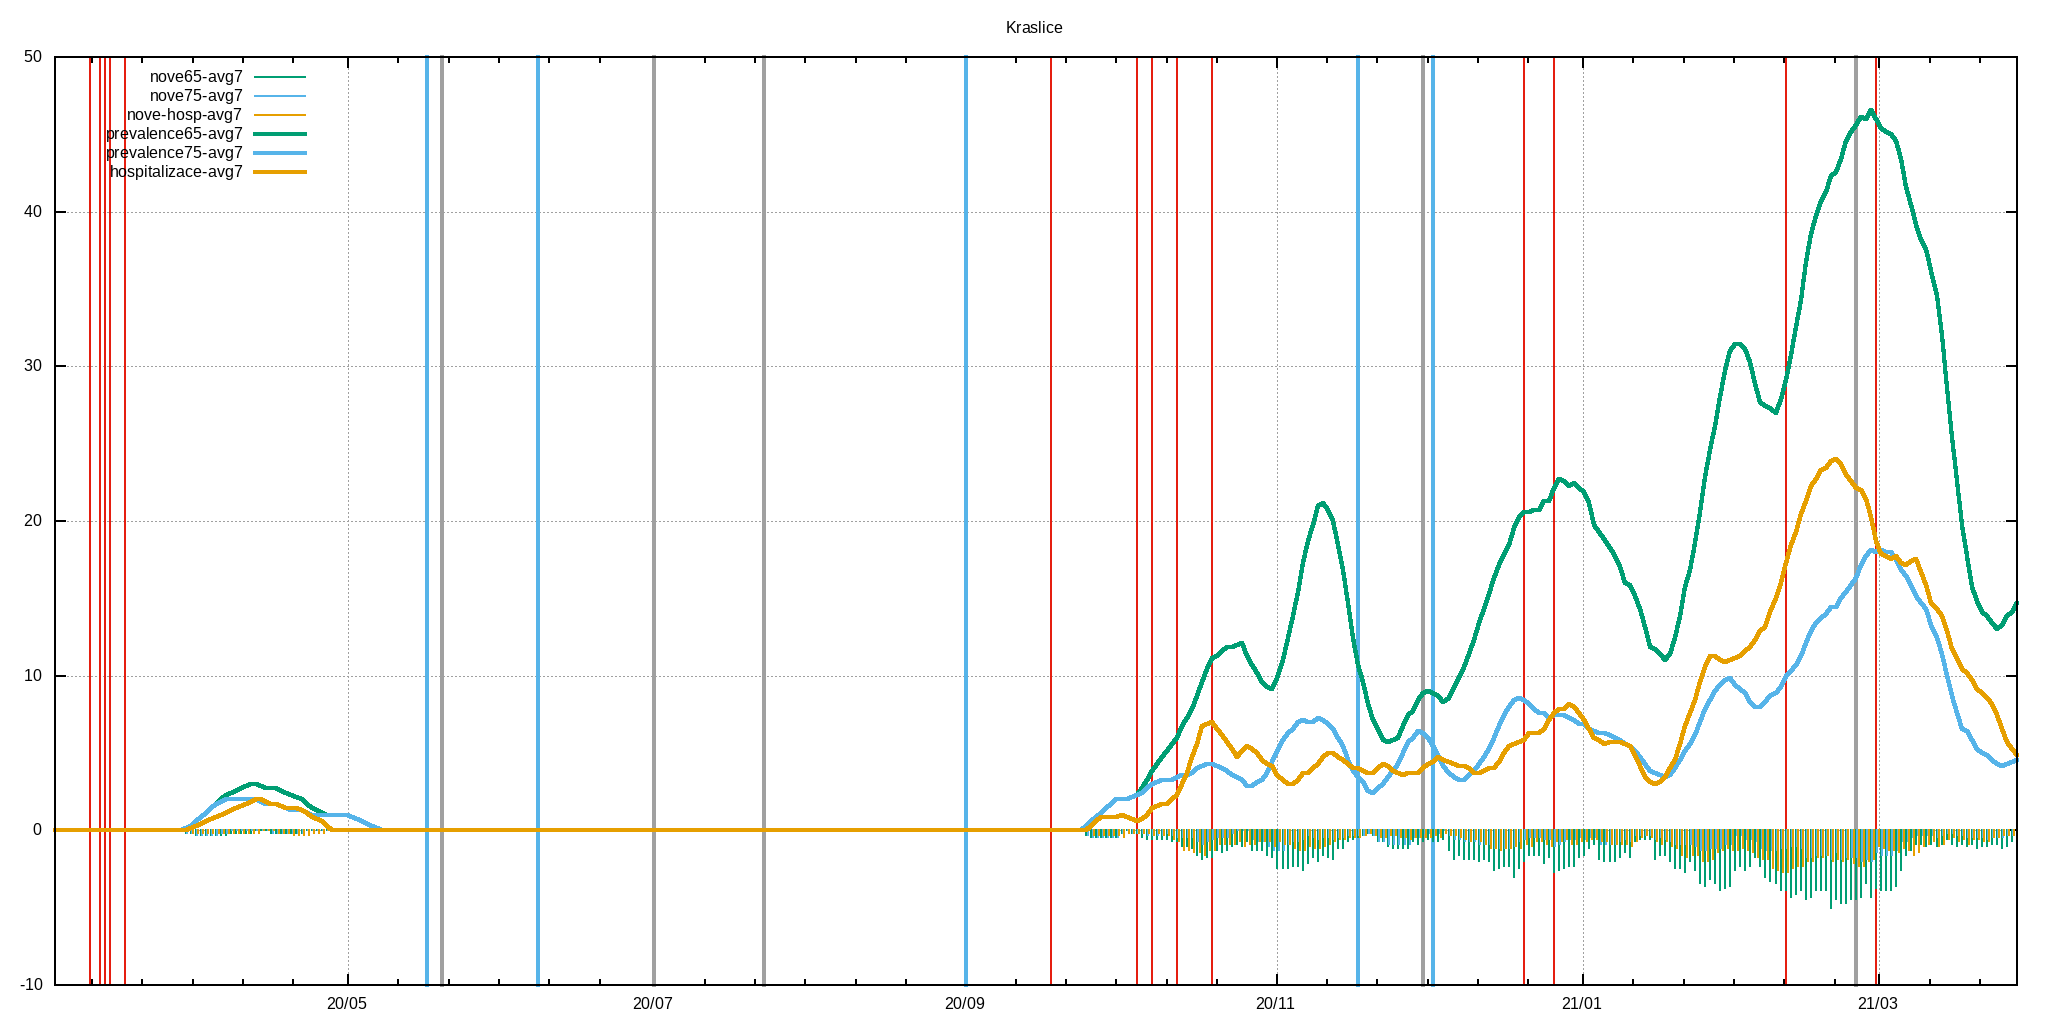 Kraslice
50
nove65-avg7
nove75-avg7
nove-hosp-avg7
prevalence65-avg7
prevalence75-avg7
hospitalizace-avg7
40
30
20
10
0
-10
20/05 20/07 20/09 20/11 21/01 21/03